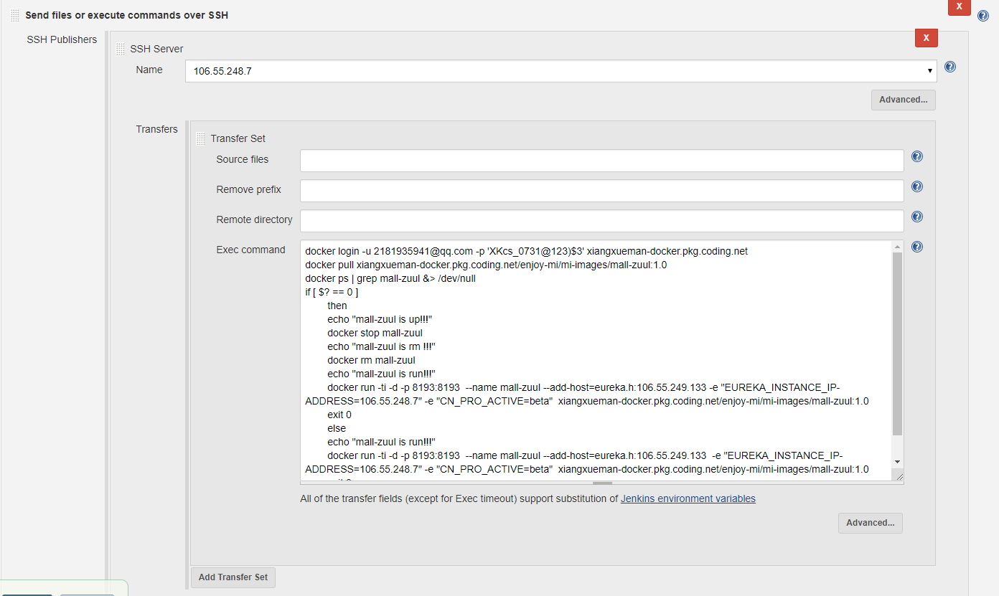 Send files or execute commands over SSH
X
SSH Publishers
X
SSH Server
Name
106.55.248.7
Advanced...
Transfers
Transfer Set
Source files
Remove prefix
Remote directory
Exec command
docker login -u 2181935941@qq.com -p 'XKcs_0731@123)$3' xiangxueman-docker.pkg.coding.net
docker pull xiangxueman-docker.pkg.coding.net/enjoy-mi/mi-images/mall-zuul:1.0
docker ps | grep mall-zuul &> /dev/null
if [ $? == 0 ]
then
echo "mall-zuul is up!!!"
docker stop mall-zuul
echo "mall-zuul is rm !!!"
docker rm mall-zuul
echo "mall-zuul is run!!!"
docker run -ti -d -p 8193:8193  --name mall-zuul --add-host=eureka.h:106.55.249.133 -e "EUREKA_INSTANCE_IP-
ADDRESS=106.55.248.7" -e "CN_PRO_ACTIVE=beta"  xiangxueman-docker.pkg.coding.net/enjoy-mi/mi-images/mall-zuul:1.0
exit 0
else
echo "mall-zuul is run!!!"
docker run -ti -d -p 8193:8193  --name mall-zuul --add-host=eureka.h:106.55.249.133  -e "EUREKA_INSTANCE_IP-
ADDRESS=106.55.248.7" -e "CN_PRO_ACTIVE=beta"  xiangxueman-docker.pkg.coding.net/enjoy-mi/mi-images/mall-zuul:1.0
All of the transfer fields (except for Exec timeout) support substitution of Jenkins environment variables
Advanced...
Add Transfer Set